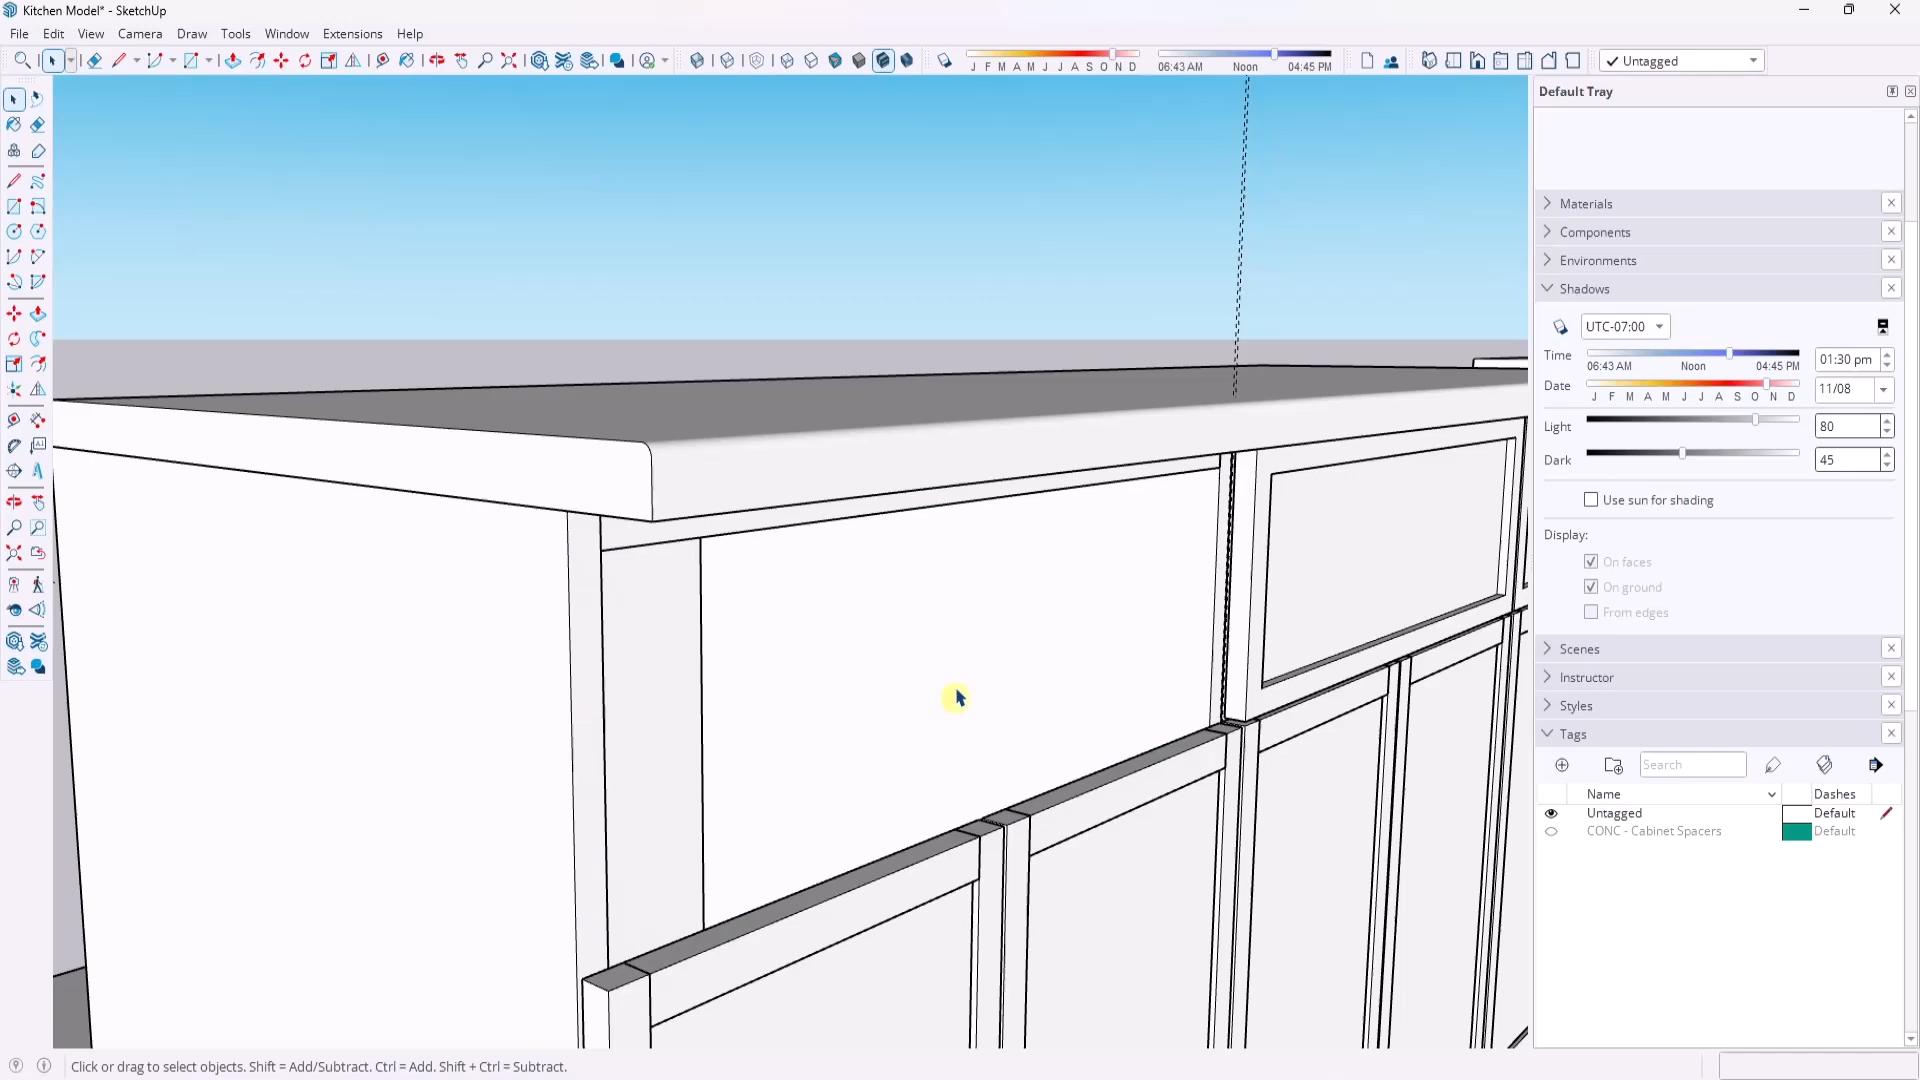 Kitchen Model* - SketchUp
File Edit View Camera Draw Tools Window Extensions Help
J F M A M J J A S O N D
06:43 AM Noon 04:45 PM
Untagged
Default Tray
Materials
Components
Environments
Shadows
UTC-07:00
Time
06:43 AM Noon 04:45 PM
01:30 pm
Date
J F M A M J J A S O N D
11/08
Light
80
Dark
45
Use sun for shading
Display:
On faces
On ground
From edges
Scenes
Instructor
Styles
Tags
Search
Name Dashes
Untagged Default
CONC - Cabinet Spacers Default
Click or drag to select objects. Shift = Add/Subtract. Ctrl = Add. Shift + Ctrl = Subtract.